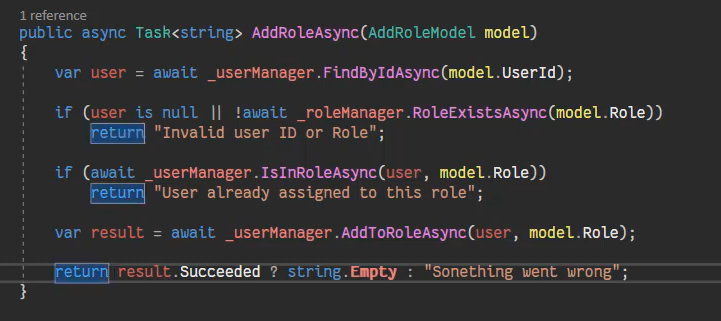 1 reference
public async Task<string> AddRoleAsync(AddRoleModel model)
{
    var user = await _userManager.FindByIdAsync(model.UserId);
    if (user is null || !await _roleManager.RoleExistsAsync(model.Role))
        return "Invalid user ID or Role";
    if (await _userManager.IsInRoleAsync(user, model.Role))
        return "User already assigned to this role";
    var result = await _userManager.AddToRoleAsync(user, model.Role);
    return result.Succeeded ? string.Empty : "Sonething went wrong";
}